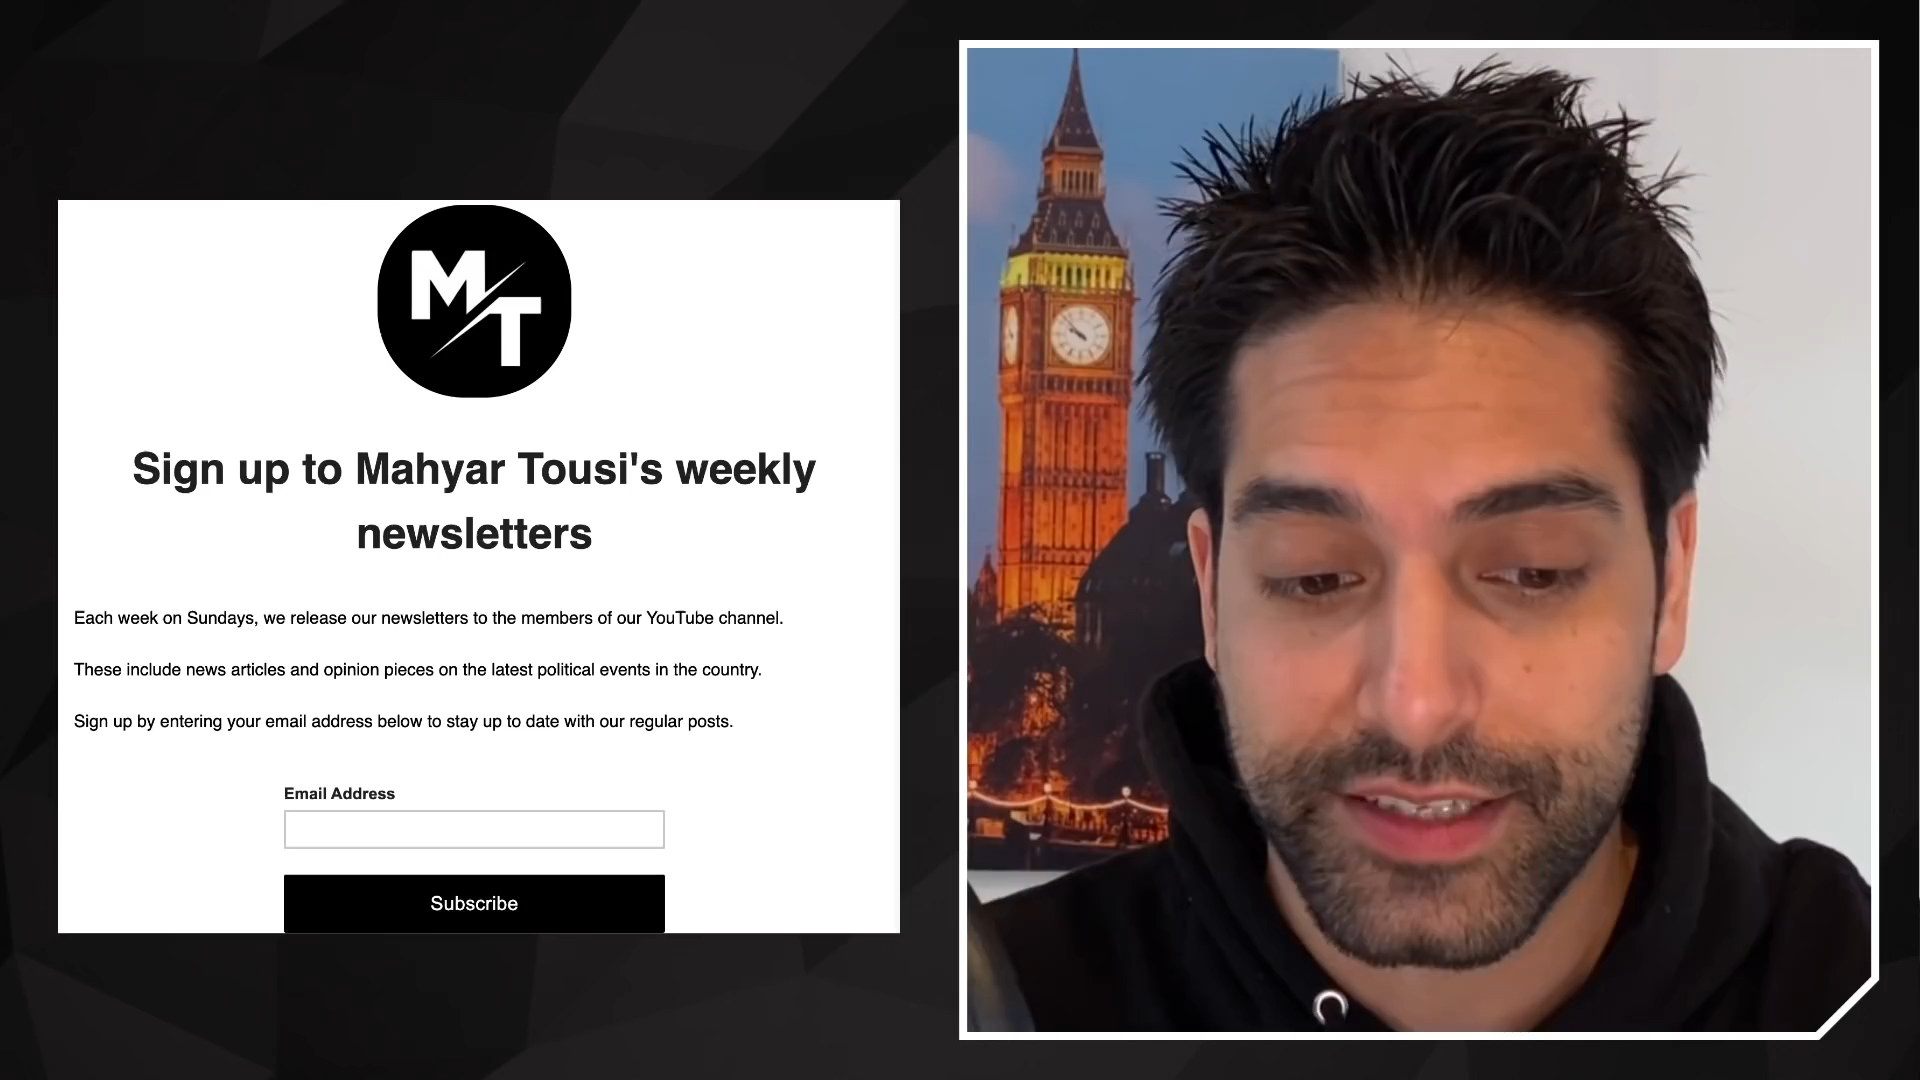 MT
Sign up to Mahyar Tousi's weekly
newsletters
Each week on Sundays, we release our newsletters to the members of our YouTube channel.
These include news articles and opinion pieces on the latest political events in the country.
Sign up by entering your email address below to stay up to date with our regular posts.
Email Address
Subscribe